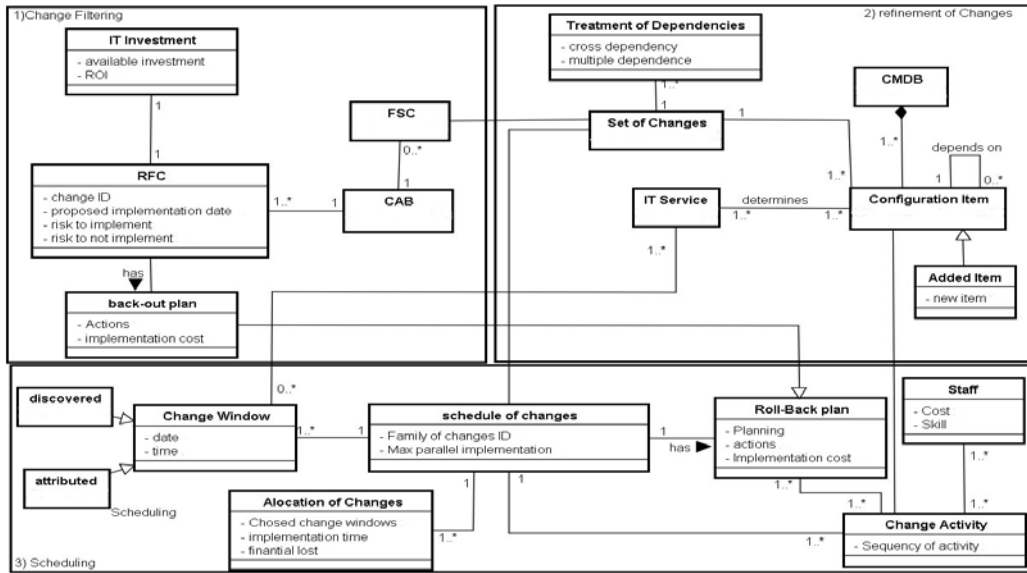 1)Change Filtering
IT Investment
- available investment
- ROI
1
1
RFC
- change ID
- proposed implementation date
- risk to implement
- risk to not implement
1..*
1
has
back-out plan
- Actions
- implementation cost
FSC
0..*
1
CAB
2) refinement of Changes
Treatment of Dependencies
- cross dependency
- multiple dependence
1..*
1
Set of Changes
1
1..*
CMDB
1..*
depends on
1
0..*
IT Service
determines
1..*
1..*
1..*
Configuration Item
Added Item
- new item
discovered
attributed
Scheduling
0..*
Change Window
- date
- time
1..*
1
schedule of changes
- Family of changes ID
- Max parallel implementation
1
has
1
1
Roll-Back plan
- Planning
- actions
- Implementation cost
1..*
1..*
Staff
- Cost
- Skill
1..*
1..*
Alocation of Changes
- Chosed change windows
- implementation time
- finantial lost
1..*
Change Activity
- Sequency of activity
1..*
3) Scheduling